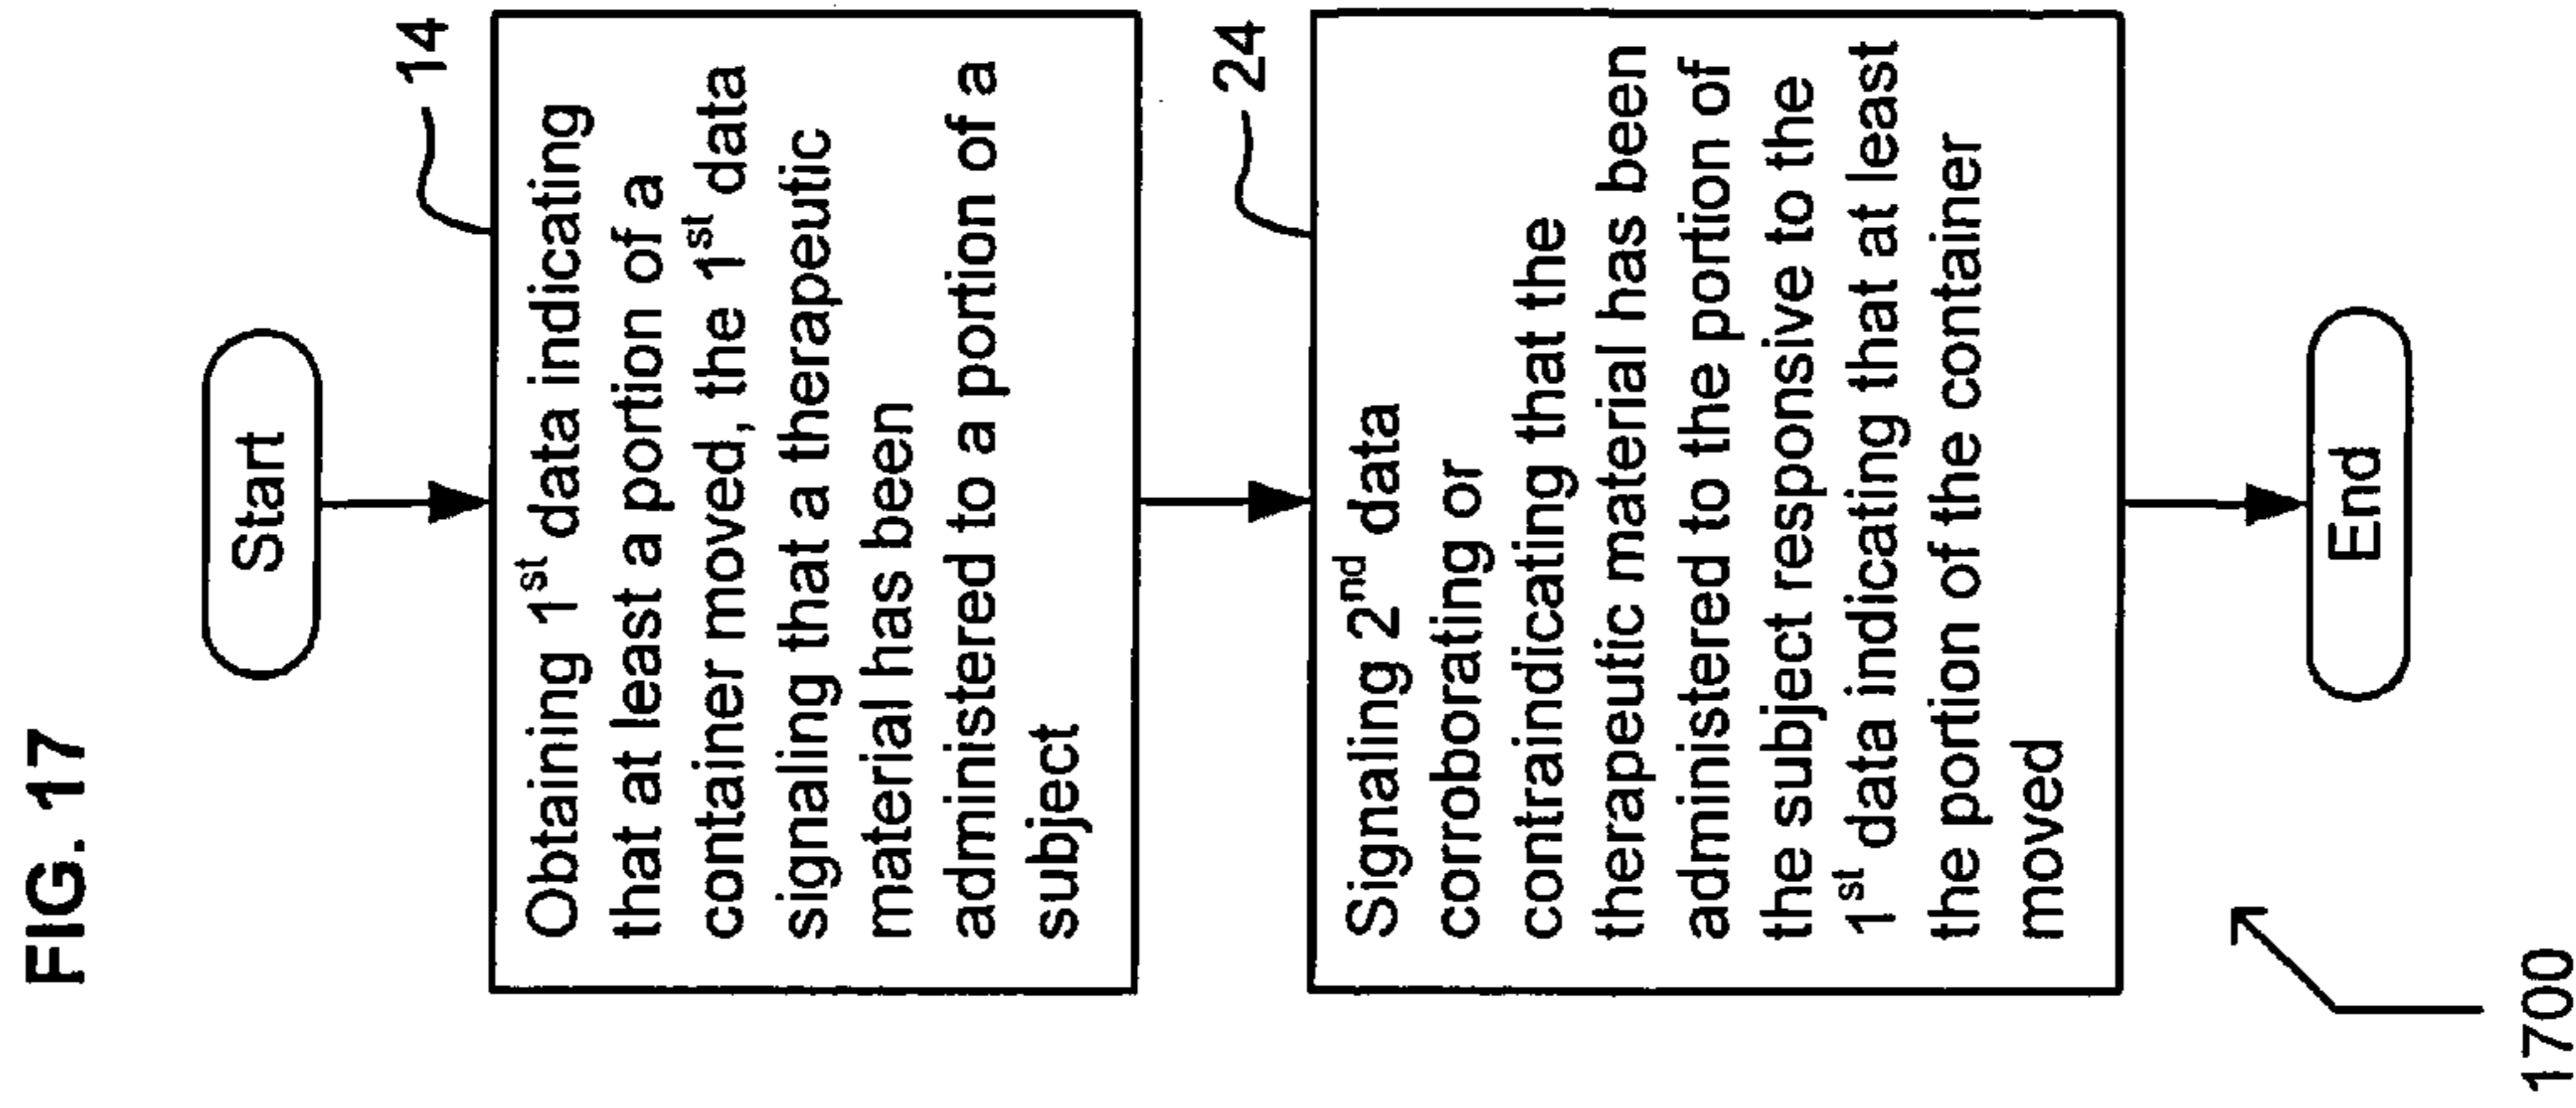 FIG. 17
Start
14
Obtaining 1st data indicating
that at least a portion of a
container moved, the 1st data
signaling that a therapeutic
material has been
administered to a portion of a
subject
24
Signaling 2nd data
corroborating or
contraindicating that the
therapeutic material has been
administered to the portion of
the subject responsive to the
1st data indicating that at least
the portion of the container
moved
End
1700